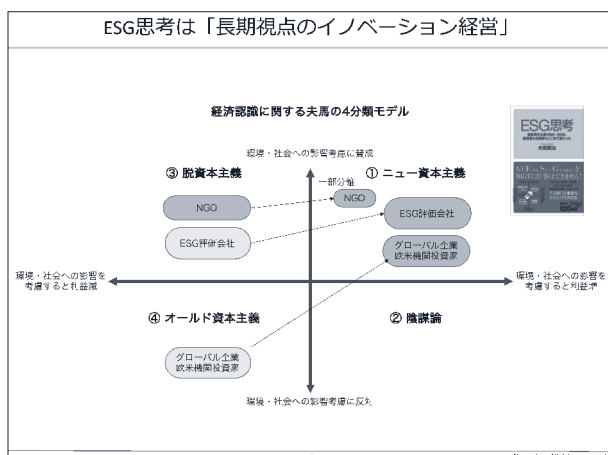 ESG思考は「長期視点のイノベーション経営」
経済認識に関する夫馬の4分類モデル
環境・社会への影響考慮に賛成
③ 脱資本主義
① ニュー資本主義
一部分離
NGO
NGO
ESG評価会社
ESG評価会社
グローバル企業
欧米機関投資家
環境・社会への影響を
考慮すると利益減
環境・社会への影響を
考慮すると利益増
④ オールド資本主義
② 陰謀論
グローバル企業
欧米機関投資家
環境・社会への影響考慮に反対
ESG思考